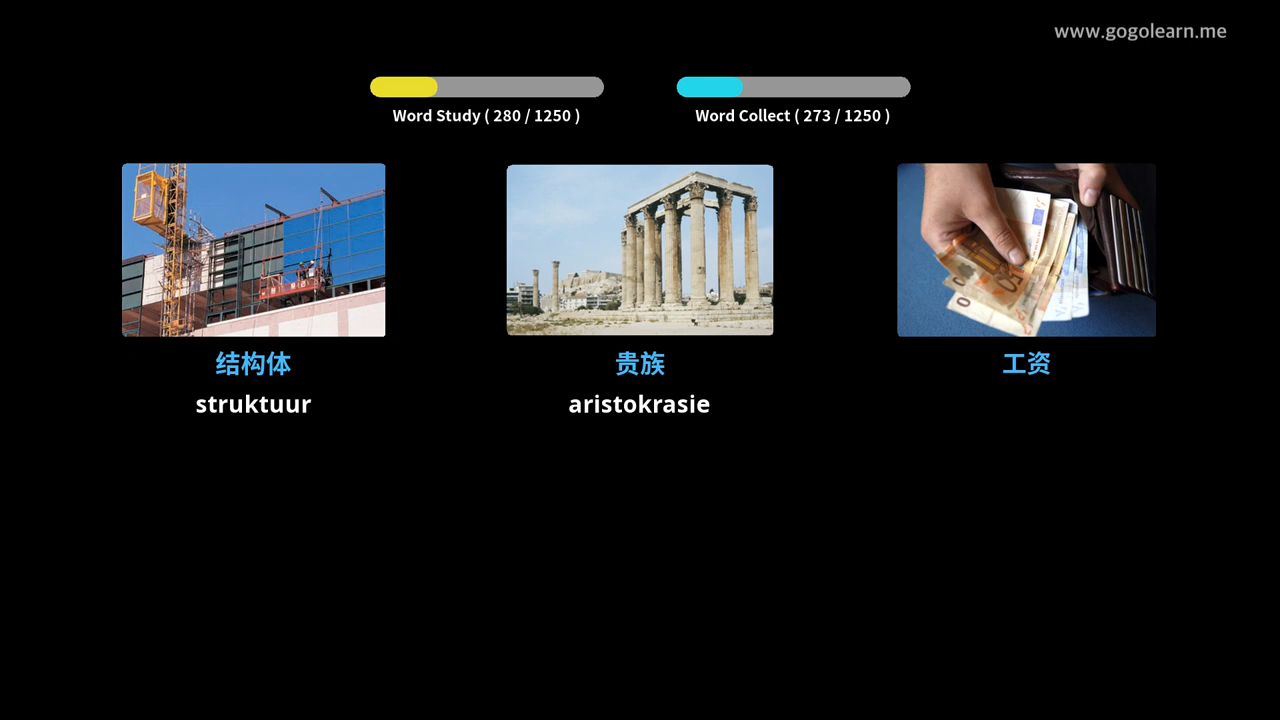 www.gogolearn.me
Word Study ( 280 / 1250 )
Word Collect ( 273 / 1250 )
结构体
struktuur
贵族
aristokrasie
工资